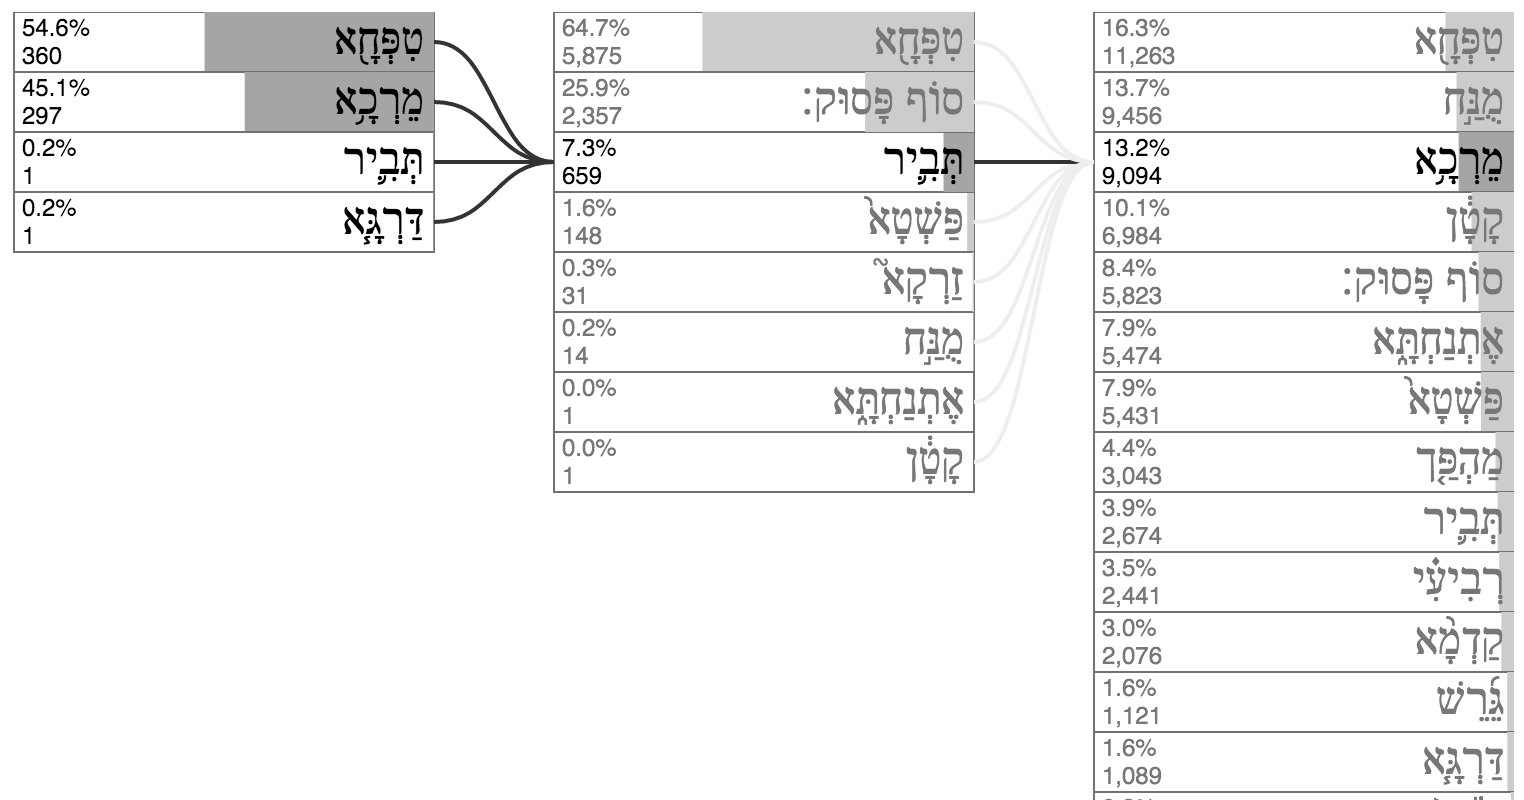 54.6%
360
טִפְּחָ֖א
45.1%
297
מֵרְכָ֥א
0.2%
1
תְּבִ֛יר
0.2%
1
דַּרְגָּ֧א
64.7%
5,875
טִפְּחָ֖א
25.9%
2,357
סוֹף פָּסוּק׃
7.3%
659
תְּבִ֛יר
1.6%
148
פַּשְׁטָא֙
0.3%
31
זַרְקָא֮
0.2%
14
מֻנַּ֣ח
0.0%
1
אֶתְנַחְתָּ֑א
0.0%
1
קָטָ֔ן
16.3%
11,263
טִפְּחָ֖א
13.7%
9,456
מֻנַּ֣ח
13.2%
9,094
מֵרְכָ֥א
10.1%
6,984
קָטָ֔ן
8.4%
5,823
סוֹף פָּסוּק׃
7.9%
5,474
אֶתְנַחְתָּ֑א
7.9%
5,431
פַּשְׁטָא֙
4.4%
3,043
מַהְפַּ֤ך
3.9%
2,674
תְּבִ֛יר
3.5%
2,441
רְבִיעִ֗י
3.0%
2,076
קַדְמָ֨א
1.6%
1,121
גֵּ֜רֵשׁ
1.6%
1,089
דַּרְגָּ֧א